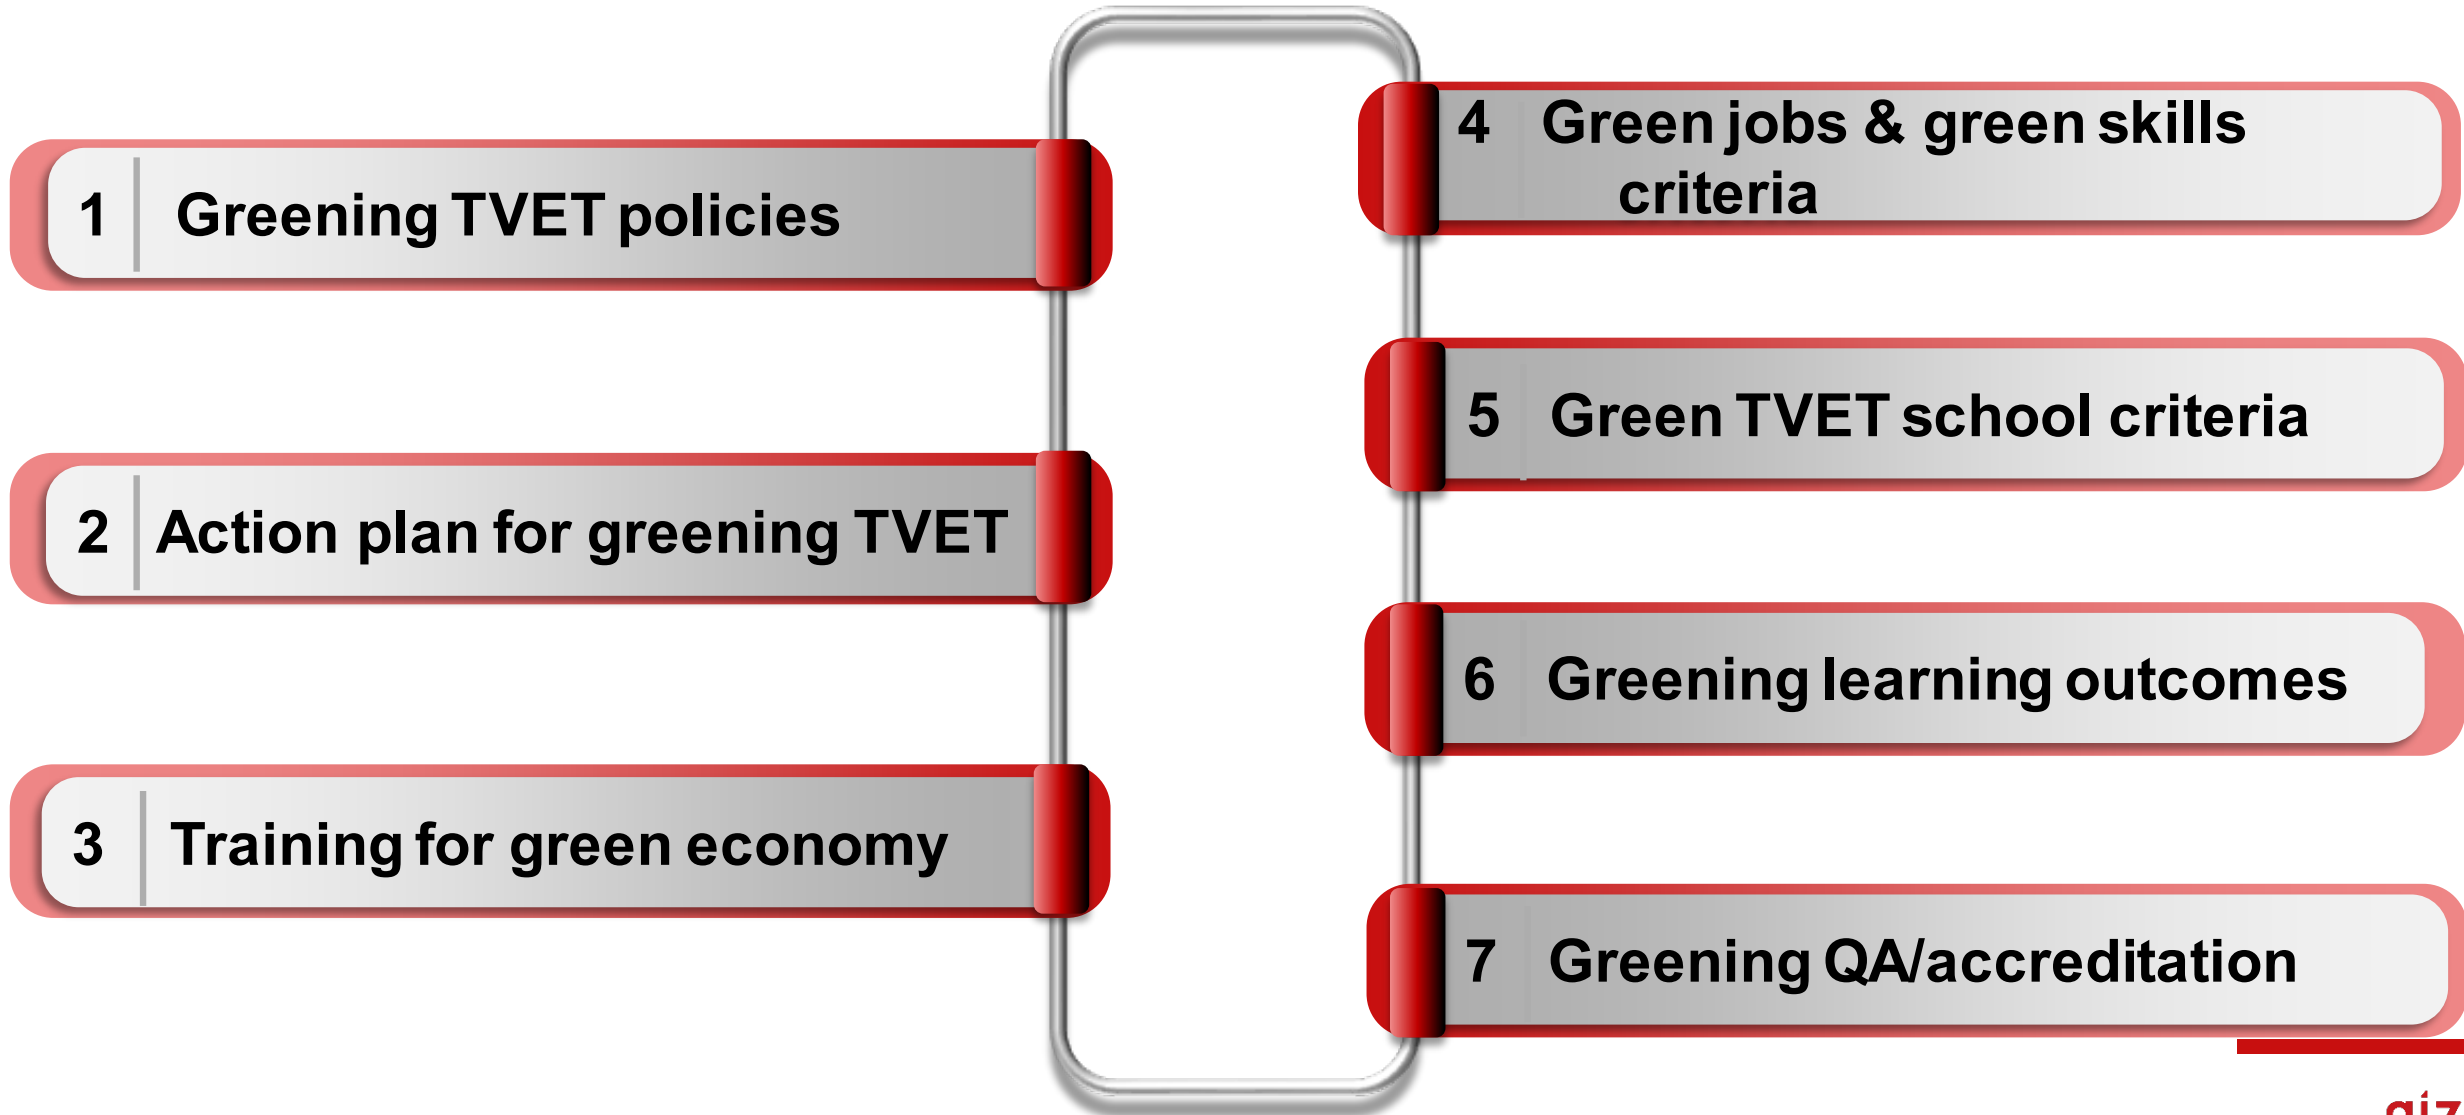 1 Greening TVET policies
2 Action plan for greening TVET
3 Training for green economy
4 Green jobs & green skills
criteria
5 Green TVET school criteria
6 Greening learning outcomes
7 Greening QA/accreditation
giz